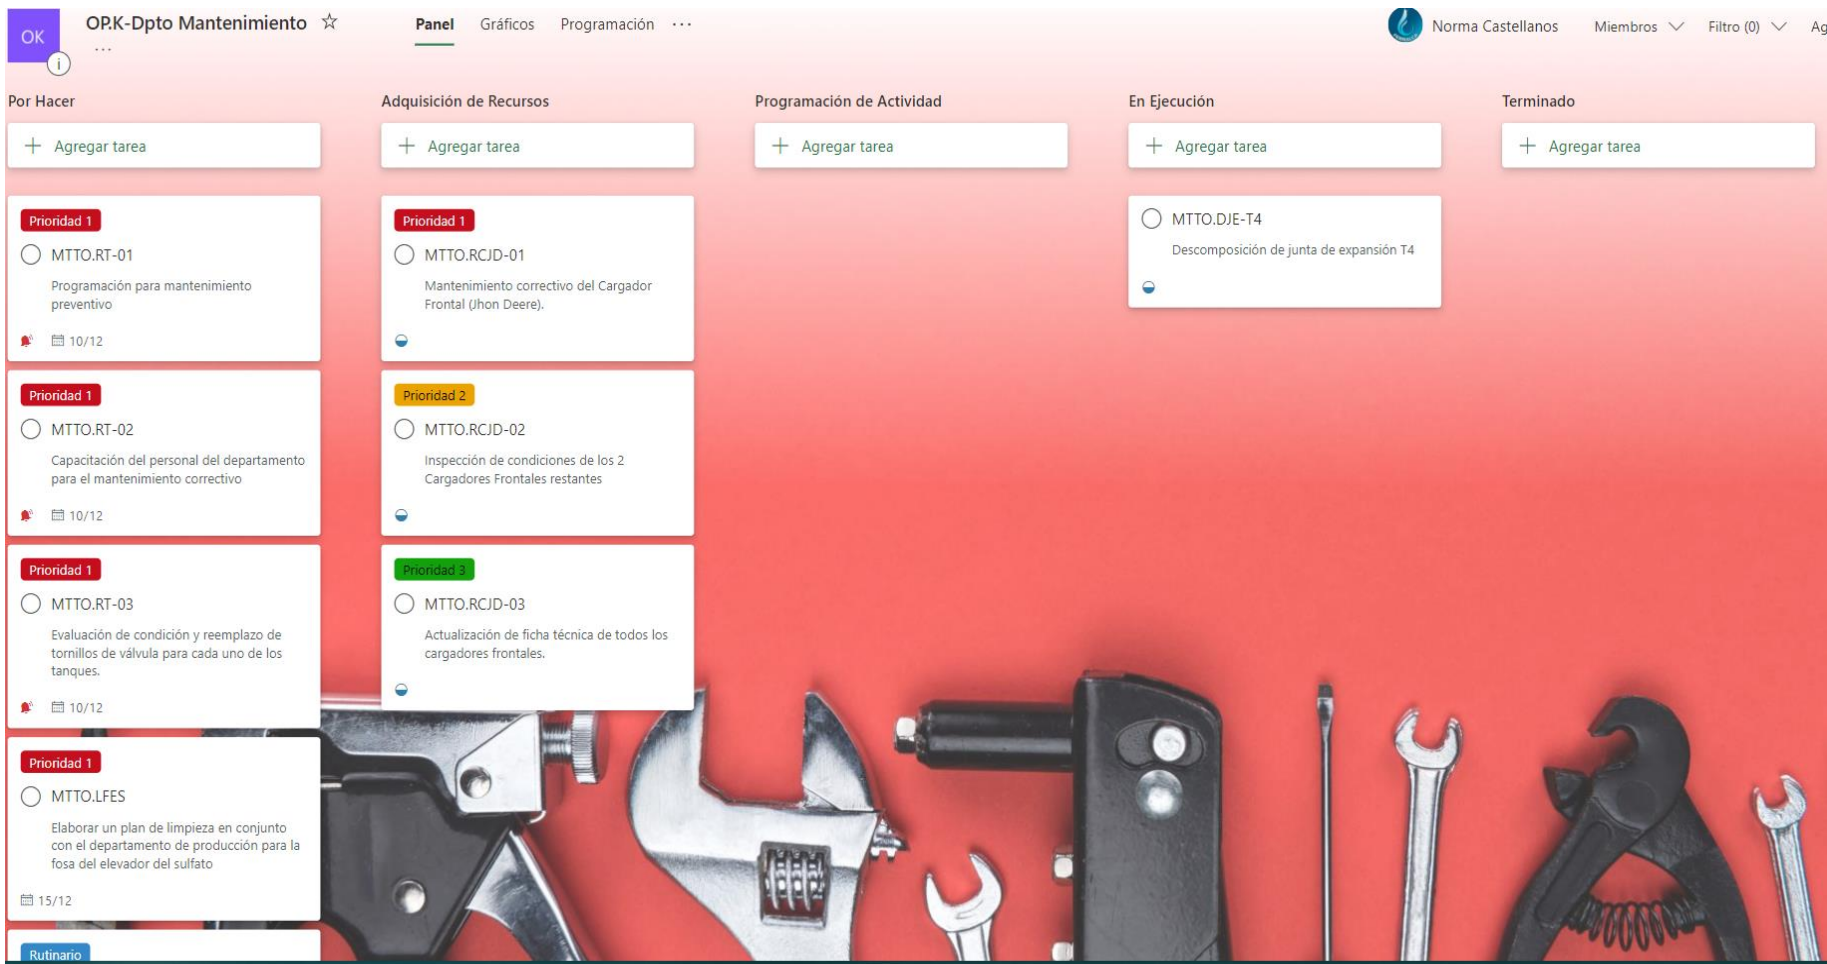 OK
OP.K-Dpto Mantenimiento
Panel
Gráficos
Programación
Norma Castellanos
Miembros
Filtro (0)
Ag
Por Hacer
Agregar tarea
Prioridad 1
MTTO.RT-01
Programación para mantenimiento
preventivo
10/12
Prioridad 1
MTTO.RT-02
Capacitación del personal del departamento
para el mantenimiento correctivo
10/12
Prioridad 1
MTTO.RT-03
Evaluación de condición y reemplazo de
tornillos de válvula para cada uno de los
tanques.
10/12
Prioridad 1
MTTO.LFES
Elaborar un plan de limpieza en conjunto
con el departamento de producción para la
fosa del elevador del sulfato
15/12
Rutinario
Adquisición de Recursos
Agregar tarea
Prioridad 1
MTTO.RCJD-01
Mantenimiento correctivo del Cargador
Frontal (Jhon Deere).
Prioridad 2
MTTO.RCJD-02
Inspección de condiciones de los 2
Cargadores Frontales restantes
Prioridad 3
MTTO.RCJD-03
Actualización de ficha técnica de todos los
cargadores frontales.
Programación de Actividad
Agregar tarea
En Ejecución
Agregar tarea
MTTO.DJE-T4
Descomposición de junta de expansión T4
Terminado
Agregar tarea